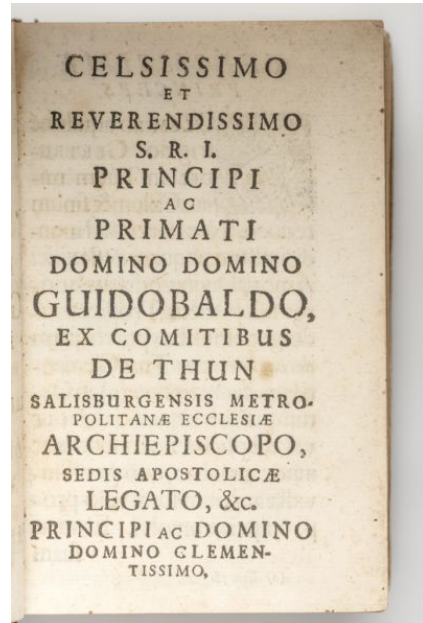 CELSISSIMO
ET
REVERENDISSIMO
S. R. I.
PRINCIPI
AC
PRIMATI
DOMINO DOMINO
GUIDOBALDO,
EX COMITIBUS
DE THUN
SALISBURGENSIS METRO-
POLITANÆ ECCLESIÆ
ARCHIEPISCOPO,
SEDIS APOSTOLICÆ
LEGATO, &c.
PRINCIPI AC DOMINO
DOMINO CLEMEN-
TISSIMO,